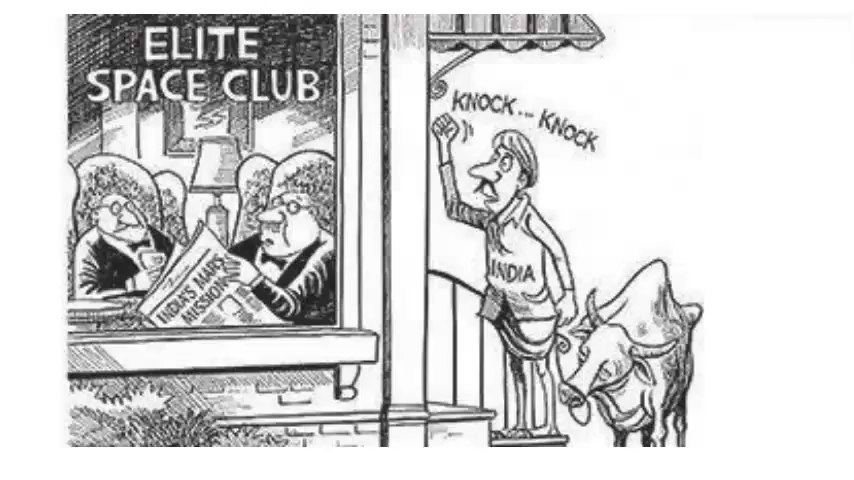 ELITE
SPACE CLUB
KNOCK... KNOCK
INDIA
INDIA'S MARS
MISSION